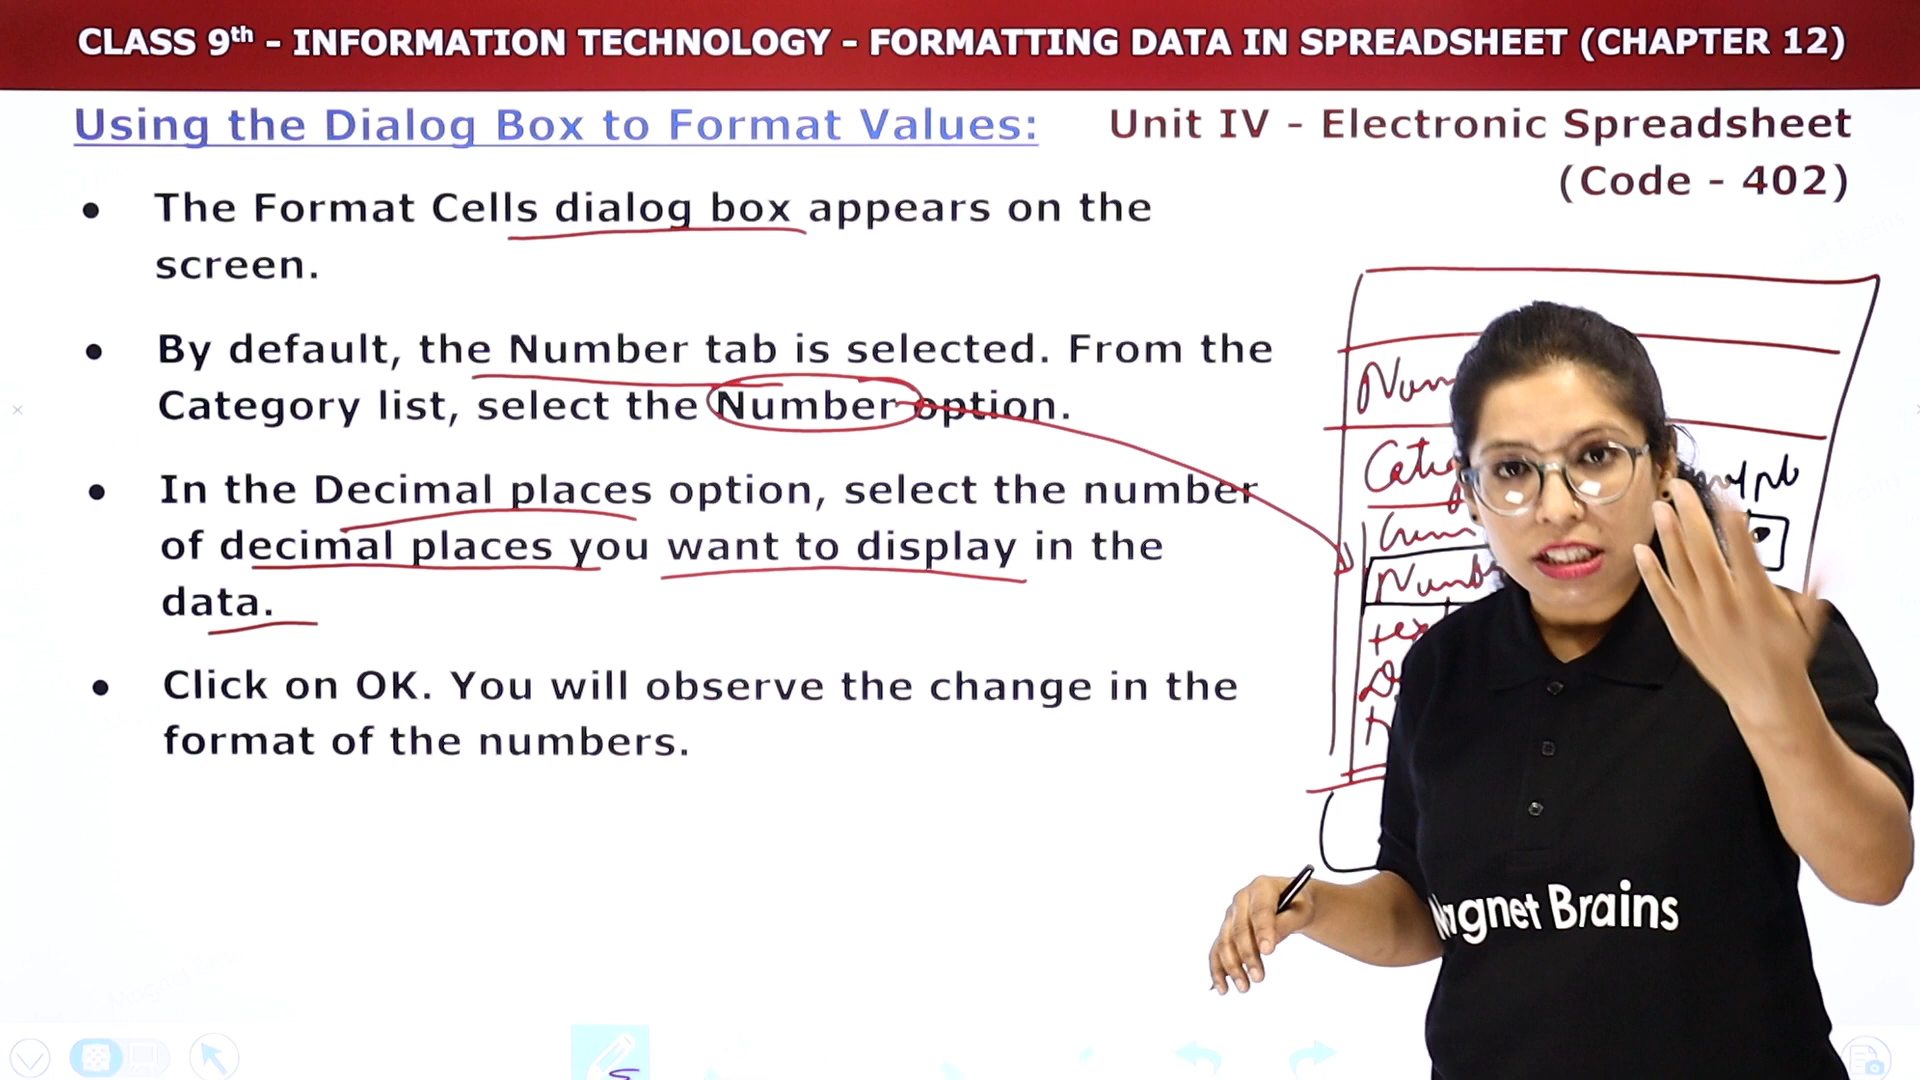 CLASS 9th - INFORMATION TECHNOLOGY - FORMATTING DATA IN SPREADSHEET (CHAPTER 12)
Using the Dialog Box to Format Values:
Unit IV - Electronic Spreadsheet
(Code - 402)
• The Format Cells dialog box appears on the
screen.
• By default, the Number tab is selected. From the
Category list, select the Number option.
• In the Decimal places option, select the number
of decimal places you want to display in the
data.
• Click on OK. You will observe the change in the
format of the numbers.
Magnet Brains